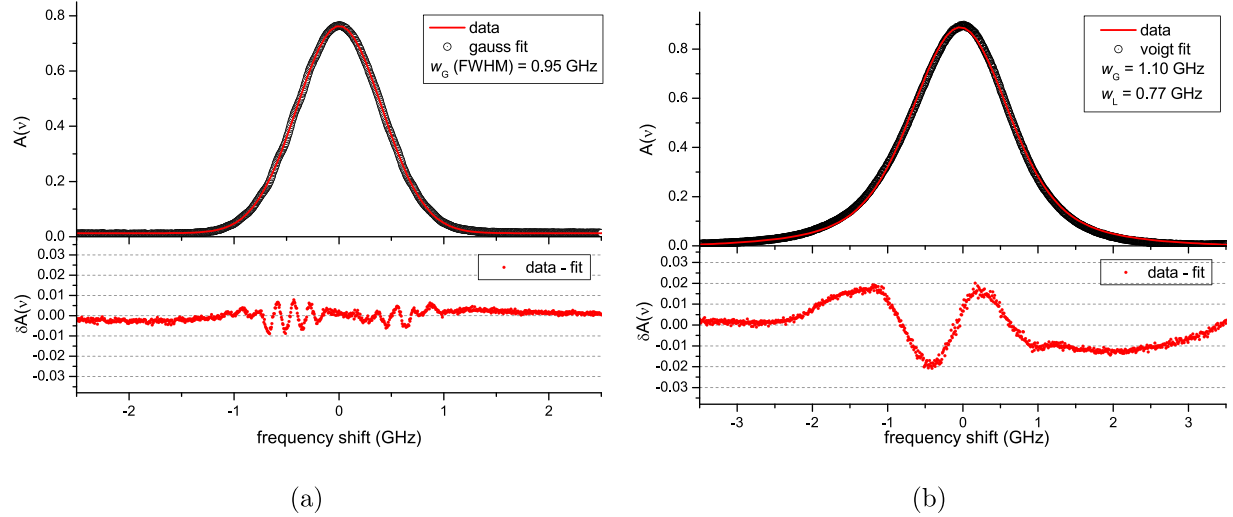 0.8
0.6
0.4
0.2
0.0
A(ν)
data
gauss fit
wG (FWHM) = 0.95 GHz
0.03
0.02
0.01
0.00
-0.01
-0.02
-0.03
δA(ν)
data - fit
-2 -1 0 1 2
frequency shift (GHz)
(a)
0.8
0.6
0.4
0.2
0.0
A(ν)
data
voigt fit
wG = 1.10 GHz
wL = 0.77 GHz
0.03
0.02
0.01
0.00
-0.01
-0.02
-0.03
δA(ν)
data - fit
-3 -2 -1 0 1 2 3
frequency shift (GHz)
(b)